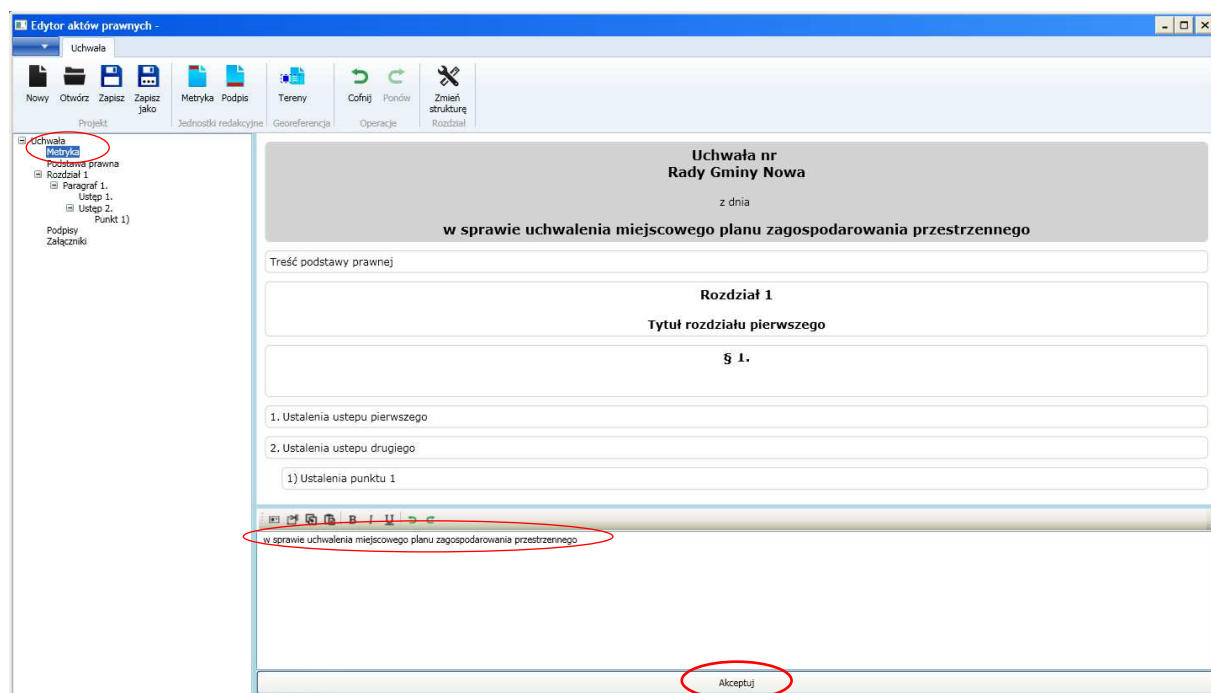 Edytor aktów prawnych -
Uchwała
Nowy Otwórz Zapisz Zapisz jako Metryka Podpis Tereny Cofnij Ponów Zmień strukturę
Projekt Jednostki redakcyjne Georeferencja Operacje Rozdział
Uchwała
Metryka
Podstawa prawna
Rozdział 1
Paragraf 1.
Ustęp 1.
Ustęp 2.
Punkt 1)
Podpisy
Załączniki
Uchwała nr
Rady Gminy Nowa
z dnia
w sprawie uchwalenia miejscowego planu zagospodarowania przestrzennego
Treść podstawy prawnej
Rozdział 1
Tytuł rozdziału pierwszego
§ 1.
1. Ustalenia ustepu pierwszego
2. Ustalenia ustepu drugiego
1) Ustalenia punktu 1
B I U
w sprawie uchwalenia miejscowego planu zagospodarowania przestrzennego
Akceptuj